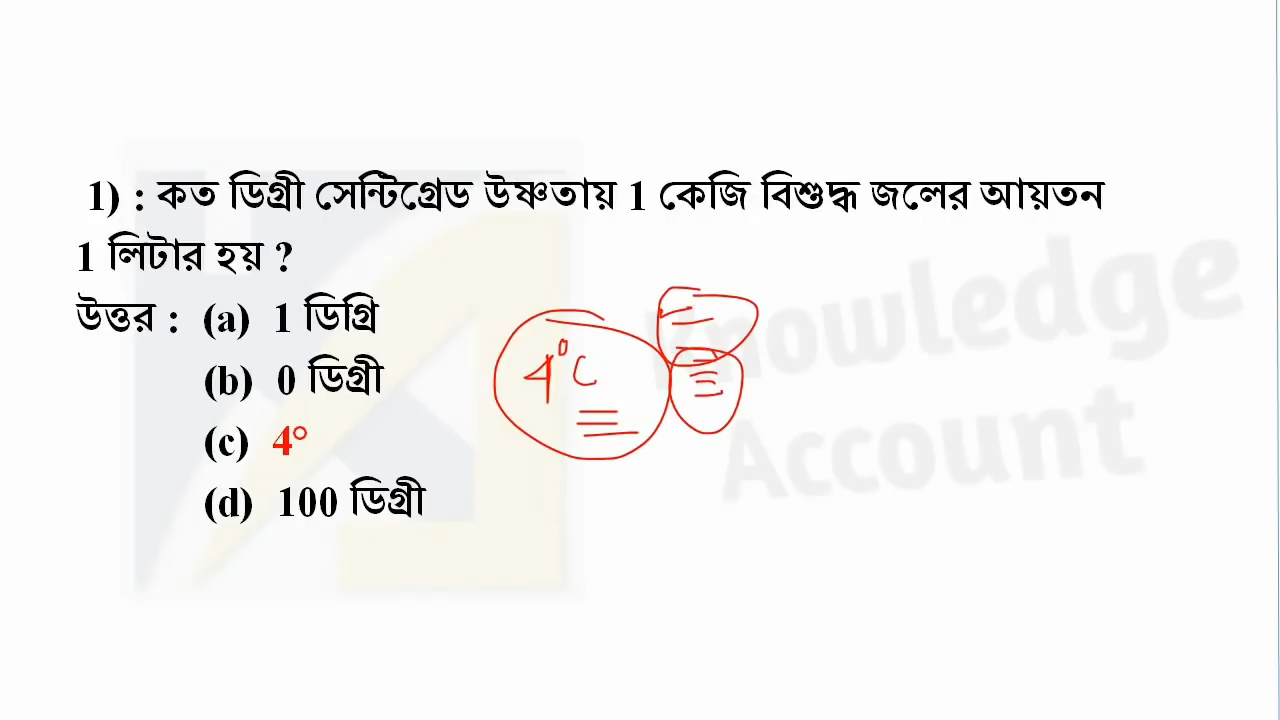 1) : কত ডিগ্রী সেন্টিগ্রেড উষ্ণতায় 1 কেজি বিশুদ্ধ জলের আয়তন
1 লিটার হয় ?
উত্তর : (a) 1 ডিগ্রি
(b) 0 ডিগ্রী
(c) 4°
(d) 100 ডিগ্রী
4°C
Knowledge
Account